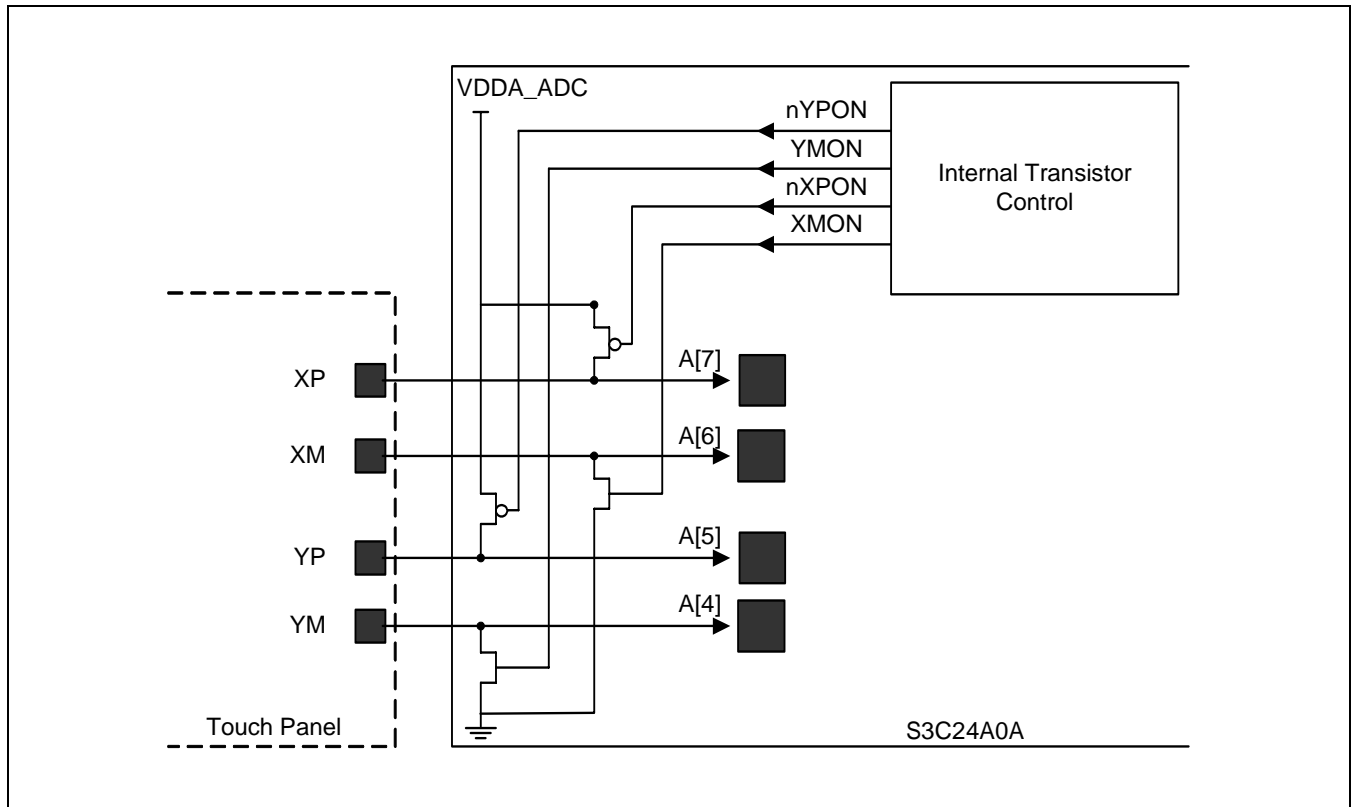 VDDA_ADC
nYPON
YMON
nXPON
XMON
Internal Transistor
Control
XP
A[7]
XM
A[6]
YP
A[5]
YM
A[4]
Touch Panel
S3C24A0A